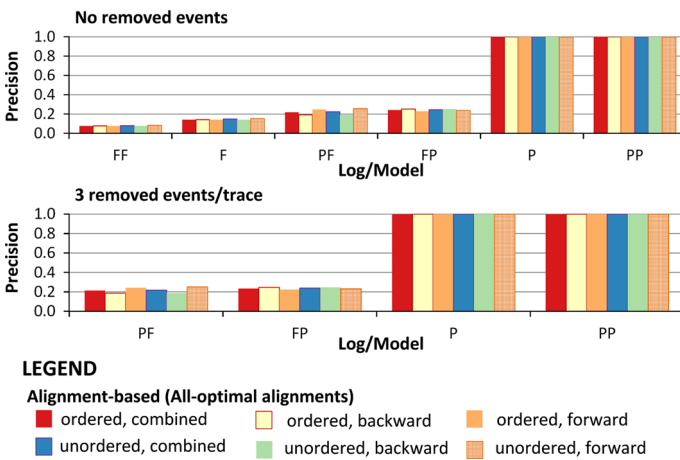 No removed events
Precision
1.0
0.8
0.6
0.4
0.2
0.0
FF F PF FP P PP
Log/Model
3 removed events/trace
Precision
1.0
0.8
0.6
0.4
0.2
0.0
PF FP P PP
Log/Model
LEGEND
Alignment-based (All-optimal alignments)
ordered, combined ordered, backward ordered, forward
unordered, combined unordered, backward unordered, forward